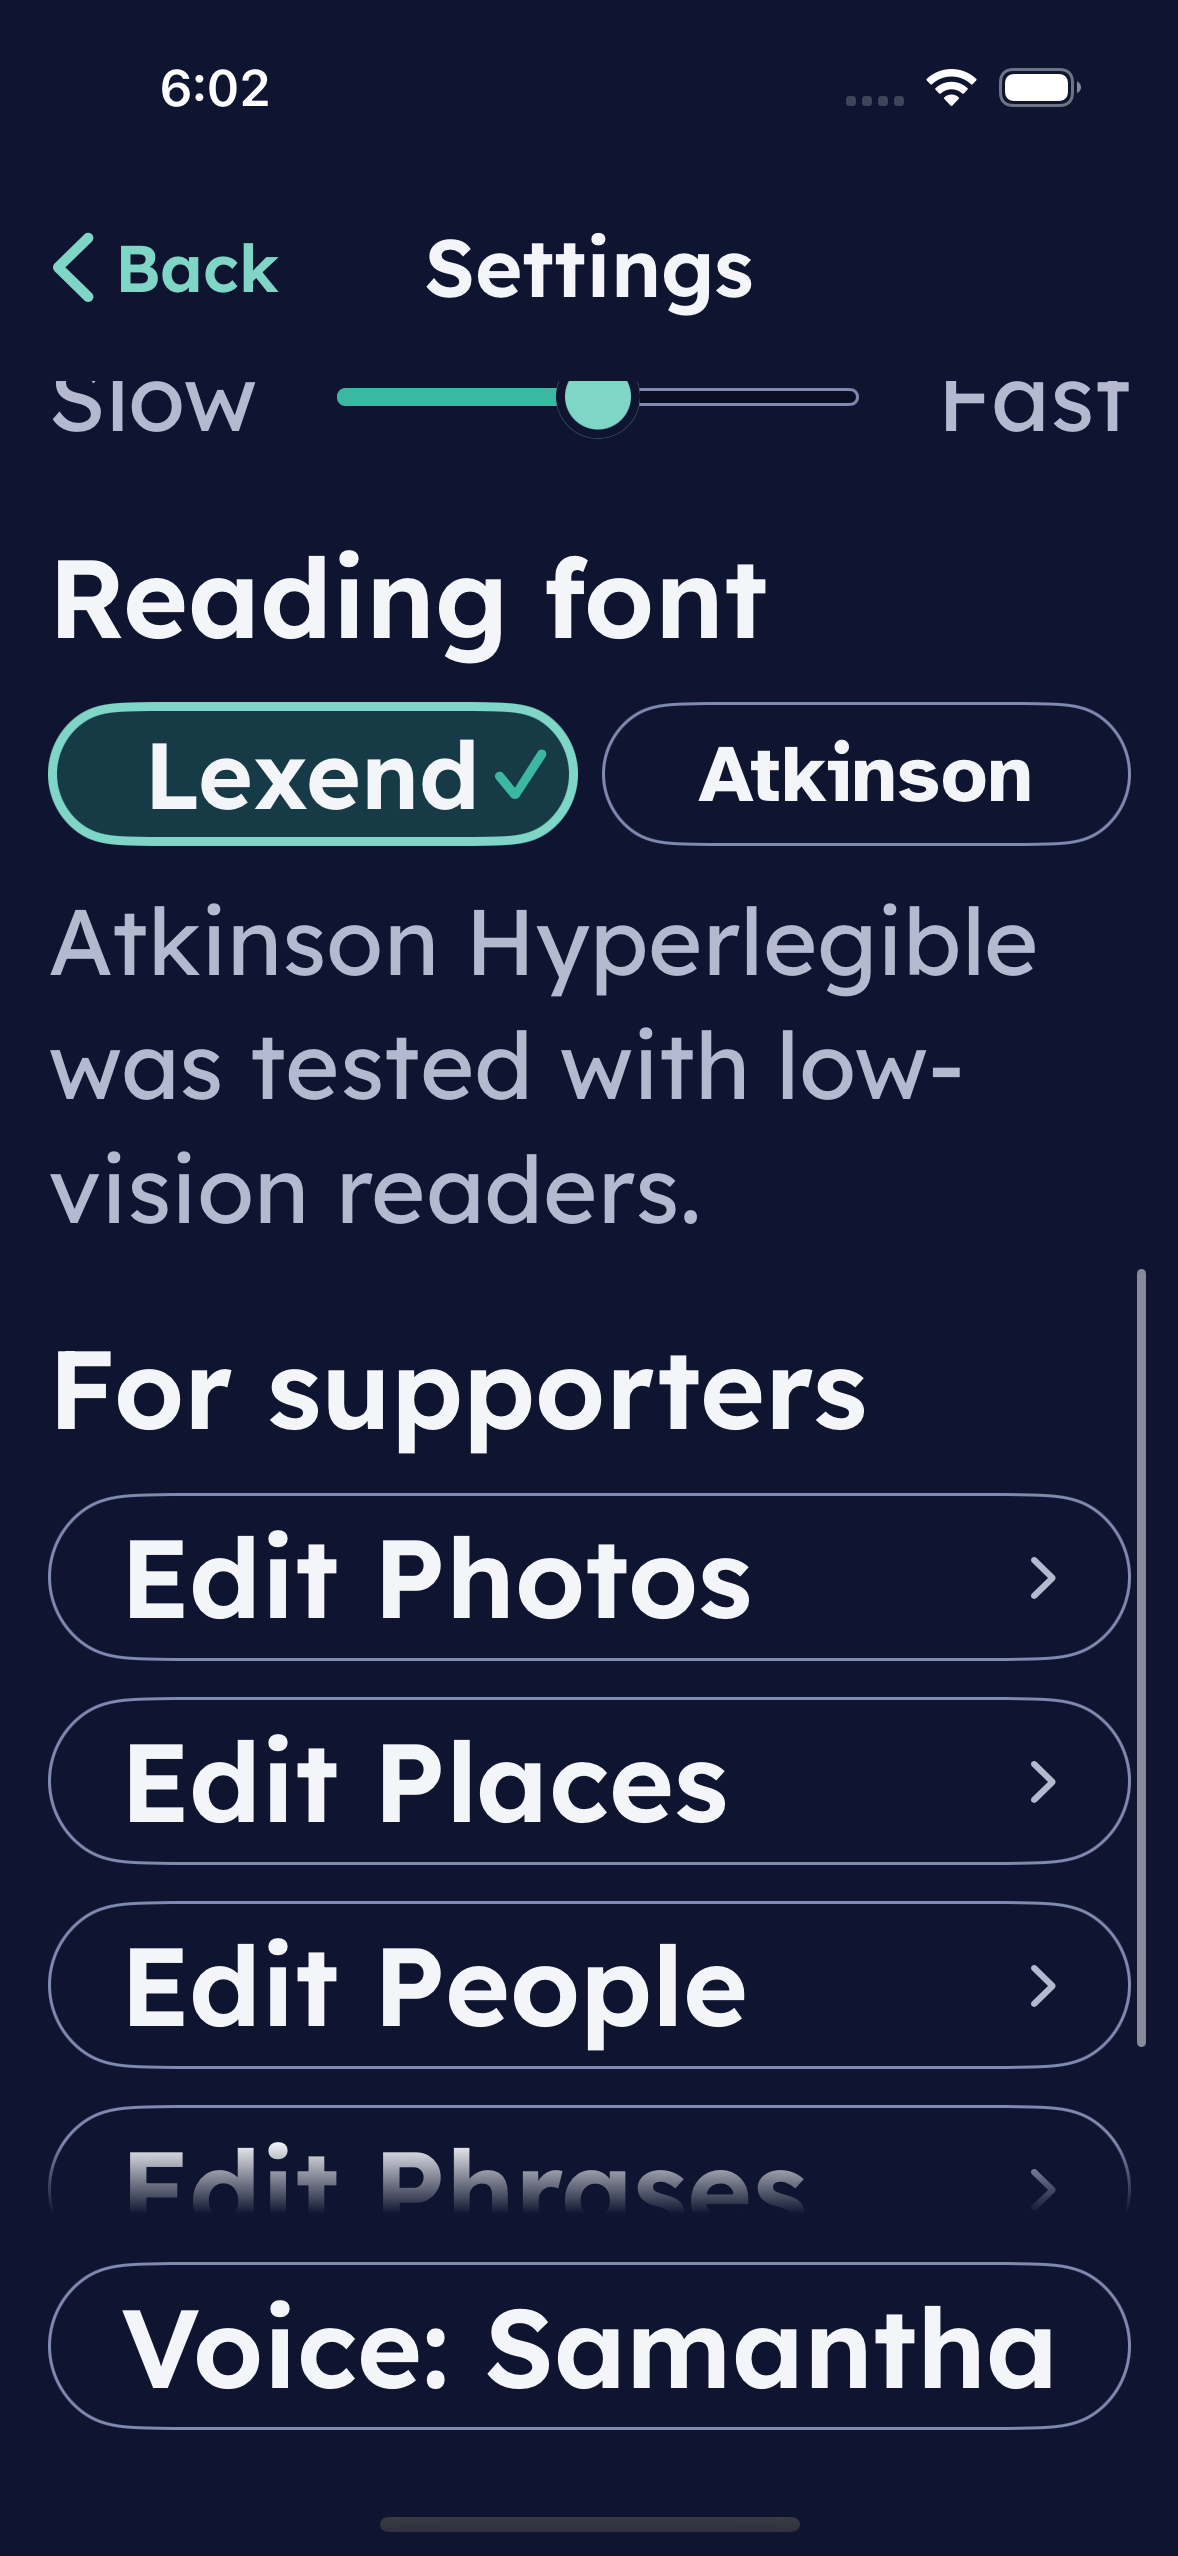 6:02
Back
Settings
Slow
Fast
Reading font
Lexend
Atkinson
Atkinson Hyperlegible
was tested with low-
vision readers.
For supporters
Edit Photos
Edit Places
Edit People
Edit Phrases
Voice: Samantha